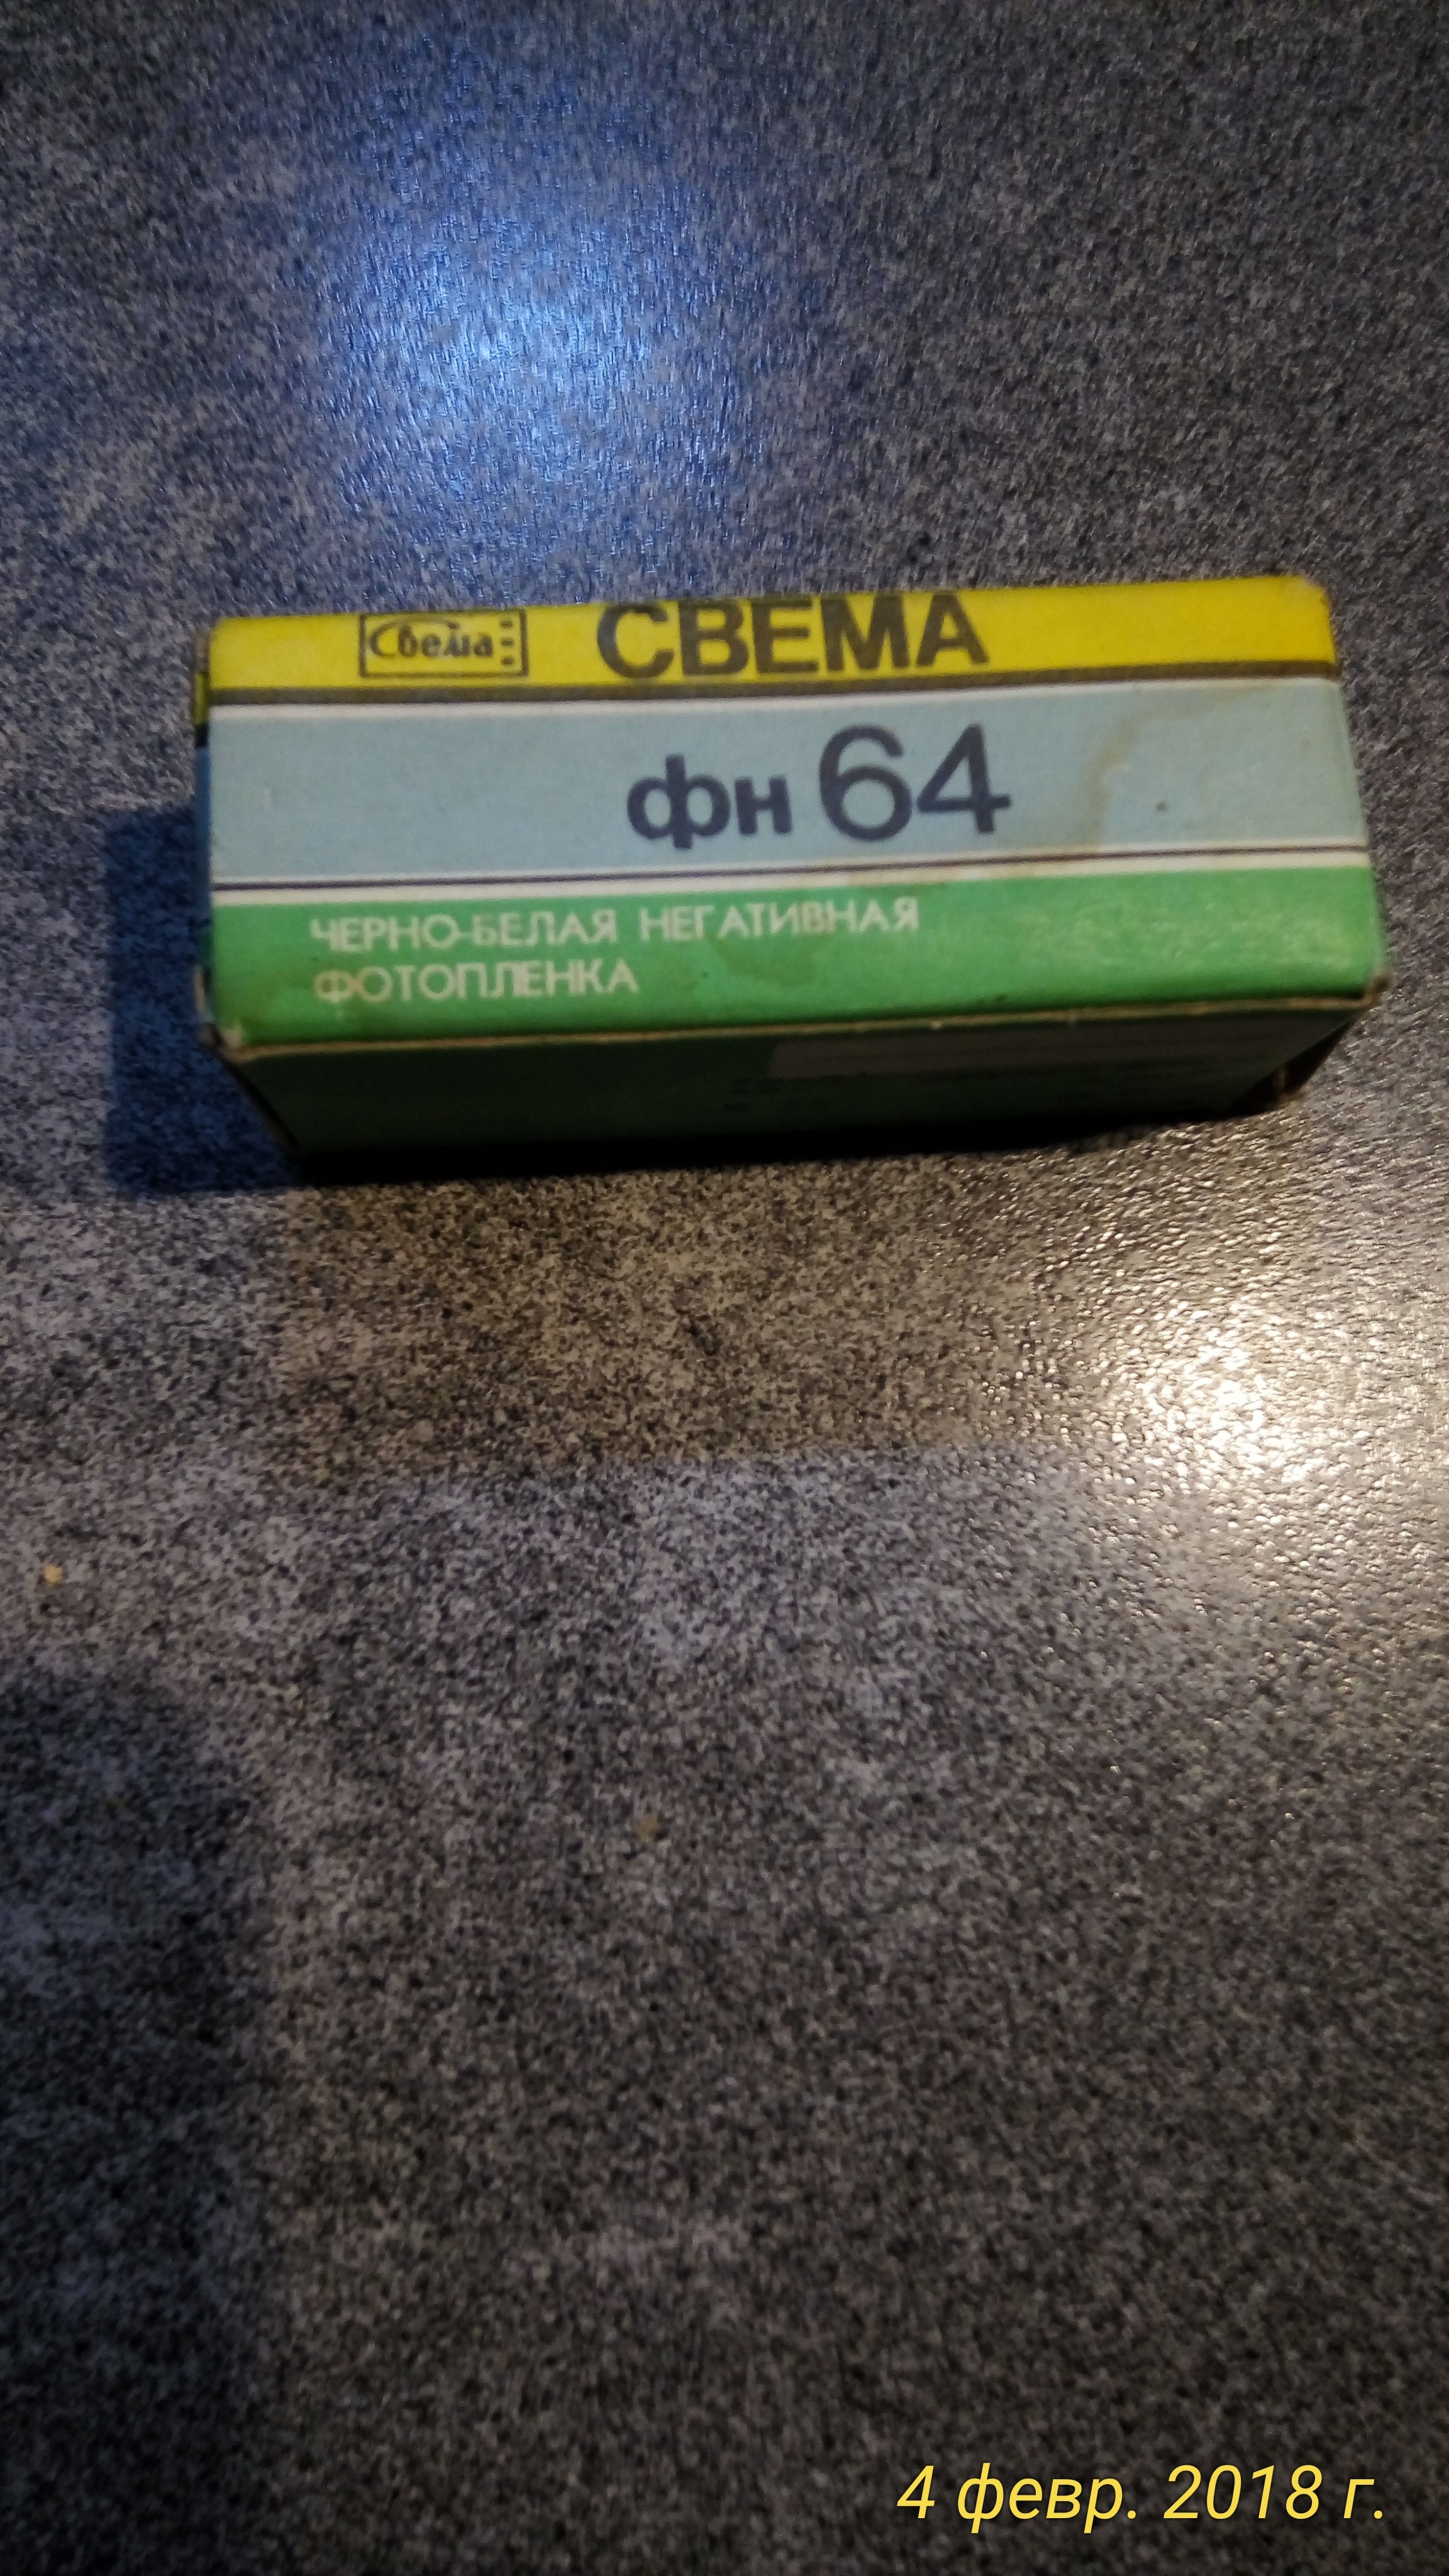 Свема СВЕМА
фн 64
ЧЕРНО-БЕЛАЯ НЕГАТИВНАЯ
ФОТОПЛЕНКА
4 февр. 2018 г.